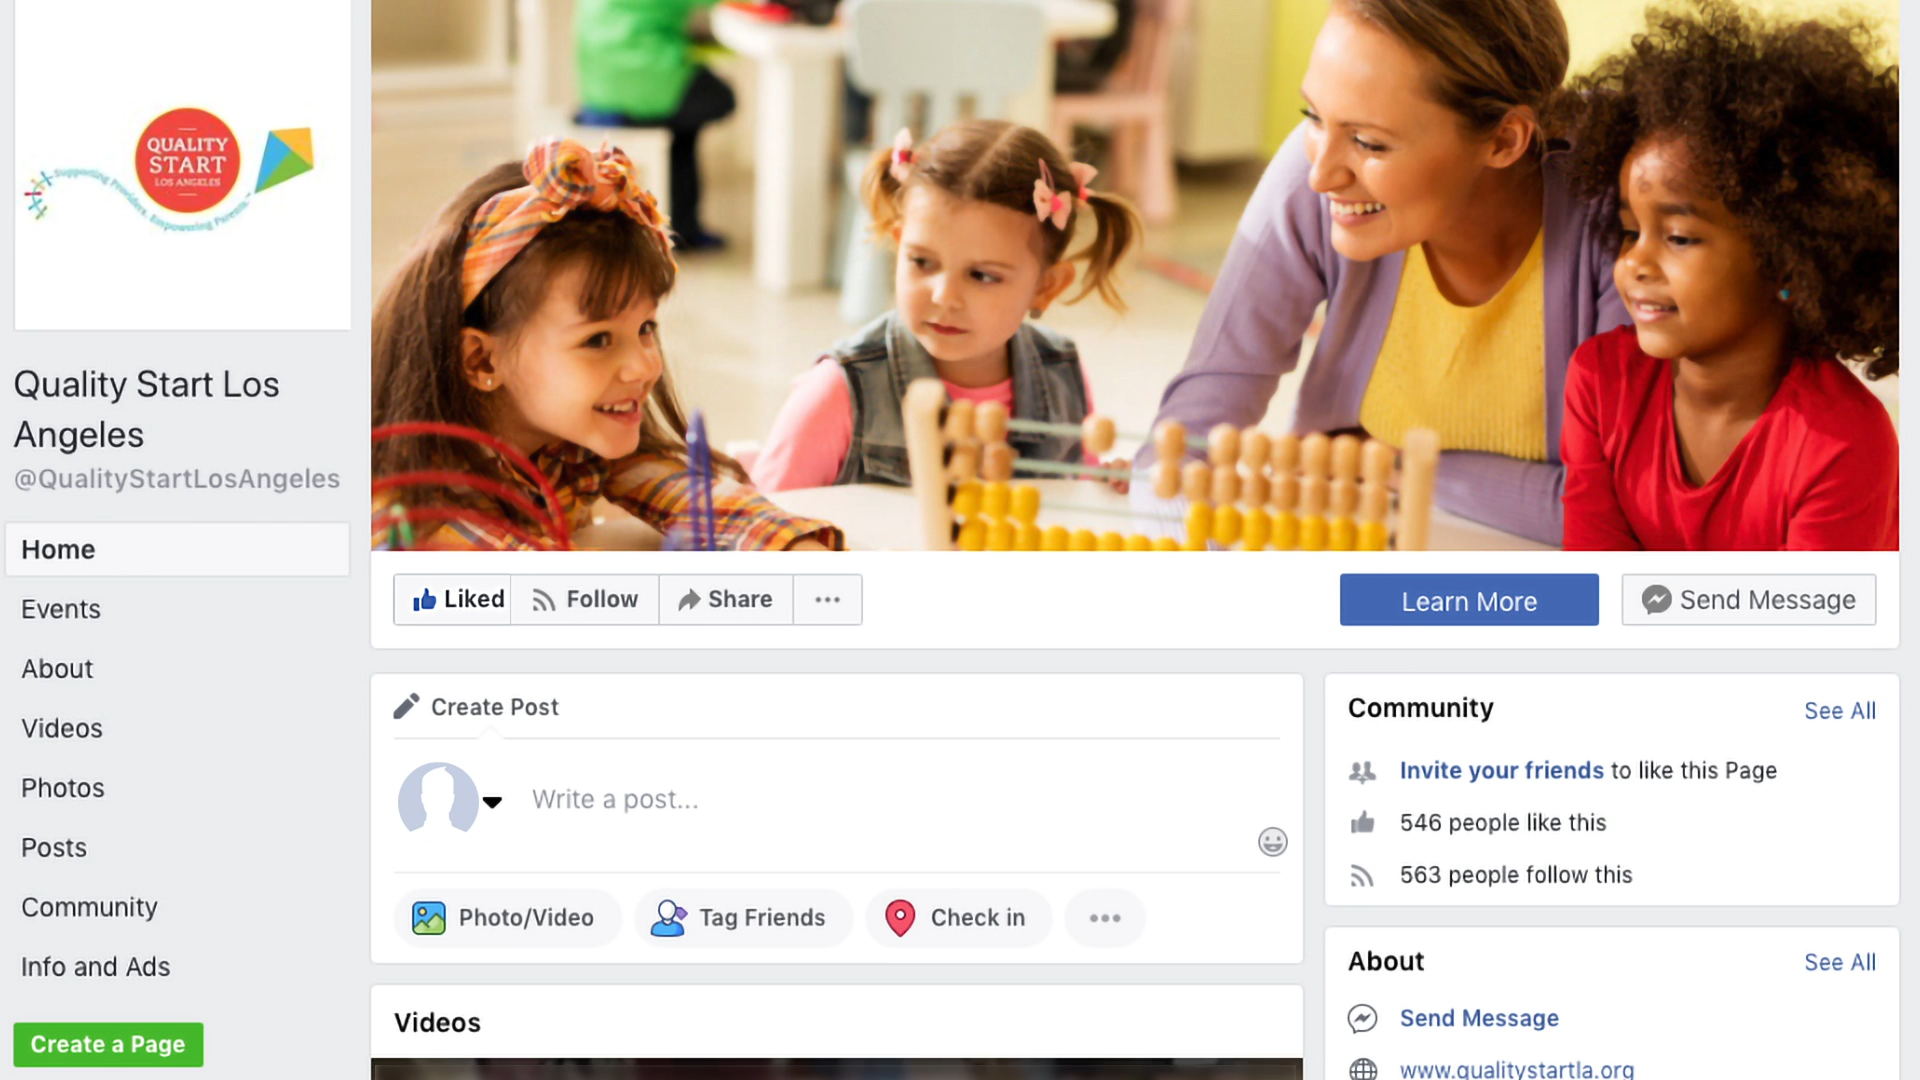 QUALITY
START
LOS ANGELES
Supporting Providers, Empowering Parents.
Quality Start Los
Angeles
@QualityStartLosAngeles
Home
Events
About
Videos
Photos
Posts
Community
Info and Ads
Create a Page
Liked
Follow
Share
Learn More
Send Message
Create Post
Write a post...
Photo/Video
Tag Friends
Check in
Videos
Community
See All
Invite your friends to like this Page
546 people like this
563 people follow this
About
See All
Send Message
www.qualitystartla.org